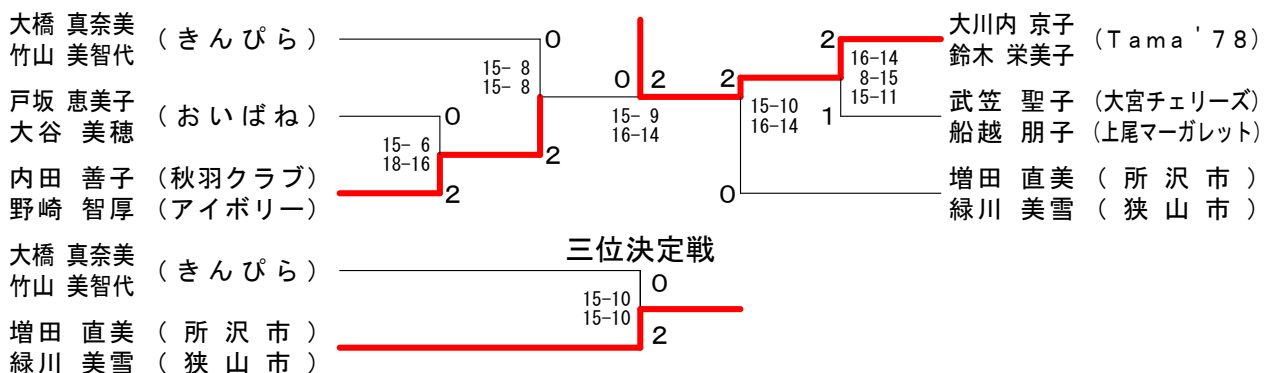 大橋 真奈美
竹山 美智代
(きんぴら)
戸坂 恵美子
大谷 美穂
(おいばね)
内田 善子 (秋羽クラブ)
野崎 智厚 (アイボリー)
0
15- 8
15- 8
0
15- 6
18-16
2
2
0 2
15- 9
16-14
2
15-10
16-14
0
2
16-14
8-15
15-11
1
大川内 京子
鈴木 栄美子
(Tama'78)
武笠 聖子 (大宮チェリーズ)
船越 朋子 (上尾マーガレット)
増田 直美 (所沢市)
緑川 美雪 (狭山市)
三位決定戦
大橋 真奈美
竹山 美智代
(きんぴら)
増田 直美 (所沢市)
緑川 美雪 (狭山市)
0
15-10
15-10
2